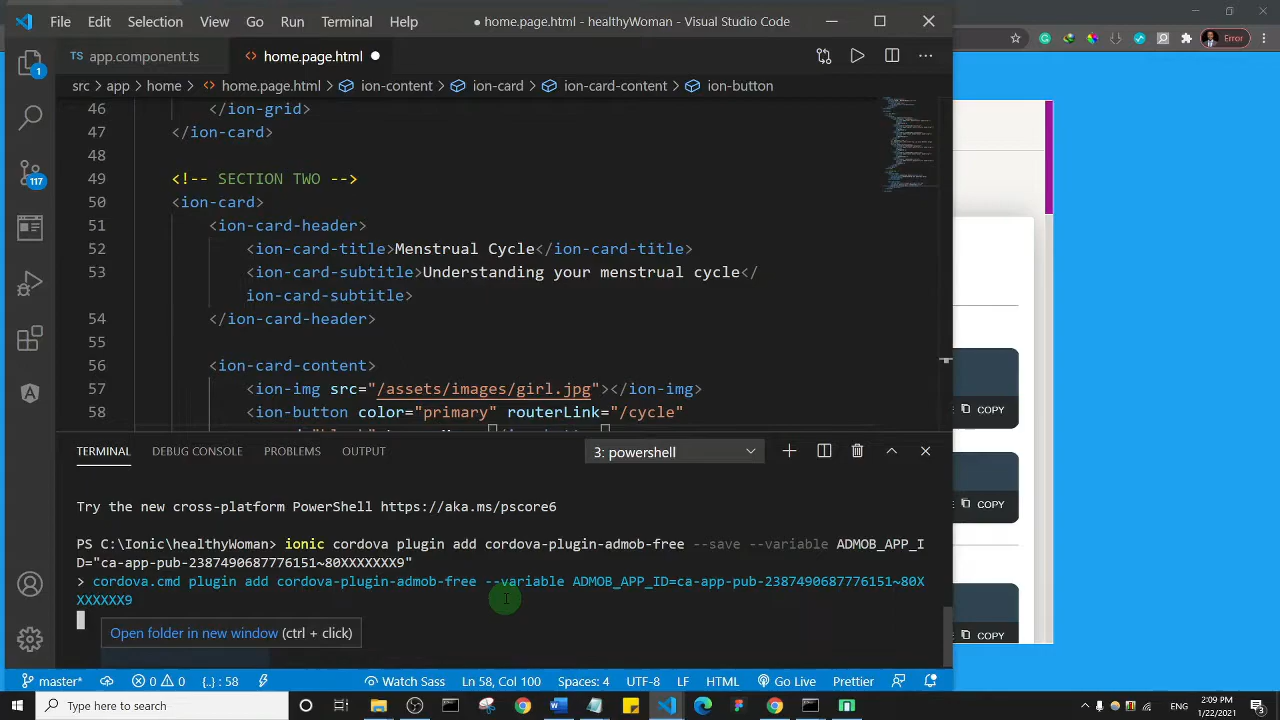 File Edit Selection View Go Run Terminal Help
● home.page.html - healthyWoman - Visual Studio Code
Error
app.component.ts
<> home.page.html ●
src > app > home > <> home.page.html > ion-content > ion-card > ion-card-content > ion-button
46 </ion-grid>
47 </ion-card>
48
49 <!-- SECTION TWO -->
50 <ion-card>
51 <ion-card-header>
52 <ion-card-title>Menstrual Cycle</ion-card-title>
53 <ion-card-subtitle>Understanding your menstrual cycle</
ion-card-subtitle>
54 </ion-card-header>
55
56 <ion-card-content>
57 <ion-img src="/assets/images/girl.jpg"></ion-img>
58 <ion-button color="primary" routerLink="/cycle"
COPY
COPY
COPY
1
117
TERMINAL DEBUG CONSOLE PROBLEMS OUTPUT
3: powershell
Try the new cross-platform PowerShell https://aka.ms/pscore6
PS C:\Ionic\healthyWoman> ionic cordova plugin add cordova-plugin-admob-free --save --variable ADMOB_APP_I
D="ca-app-pub-2387490687776151~80XXXXXXX9"
> cordova.cmd plugin add cordova-plugin-admob-free --variable ADMOB_APP_ID=ca-app-pub-2387490687776151~80X
XXXXXX9
Open folder in new window (ctrl + click)
master* 0 0 {..} : 58 Watch Sass Ln 58, Col 100 Spaces: 4 UTF-8 LF HTML Go Live Prettier
Type here to search
2:09 PM
1/22/2021